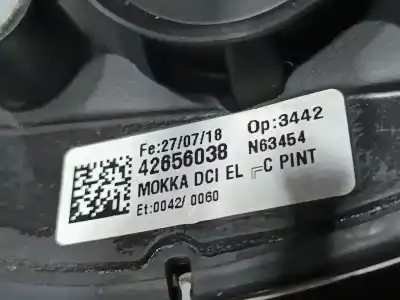 Fe:27/07/18 Op:3442
42656038 N63454
MOKKA DCI EL ╔C PINT
Et:0042/ 0060